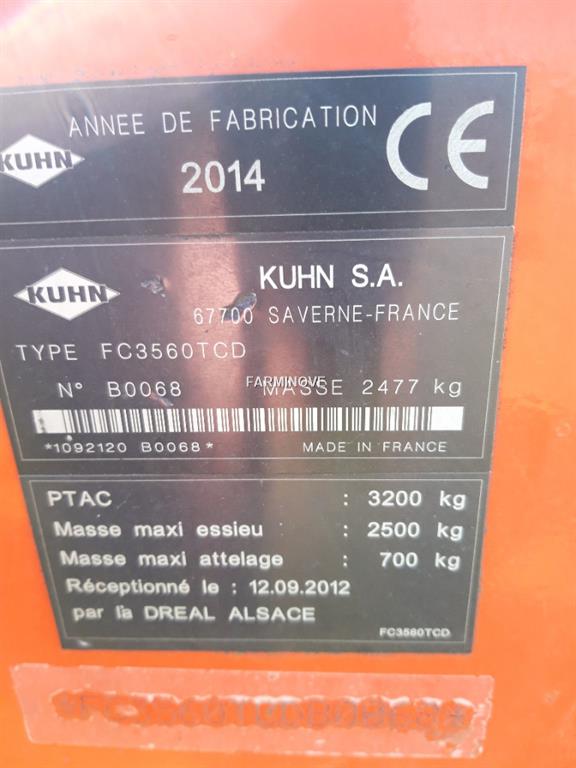 KUHN
ANNEE DE FABRICATION
2014
CE
KUHN
KUHN S.A.
67700 SAVERNE-FRANCE
TYPE FC3560TCD
N° B0068 MASSE 2477 kg
FARMINOVE
*1092120 B0068* MADE IN FRANCE
PTAC : 3200 kg
Masse maxi essieu : 2500 kg
Masse maxi attelage : 700 kg
Réceptionné le : 12.09.2012
par la DREAL ALSACE
FC3560TCD
*FC3560TCDB0068*